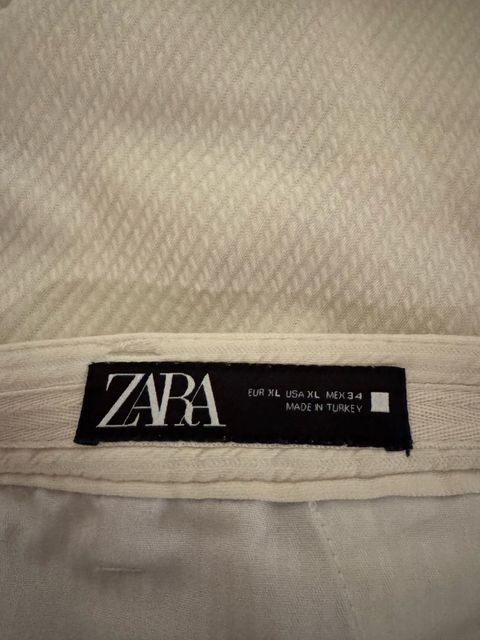 ZARA
EUR XL USA XL MEX 34
MADE IN TURKEY